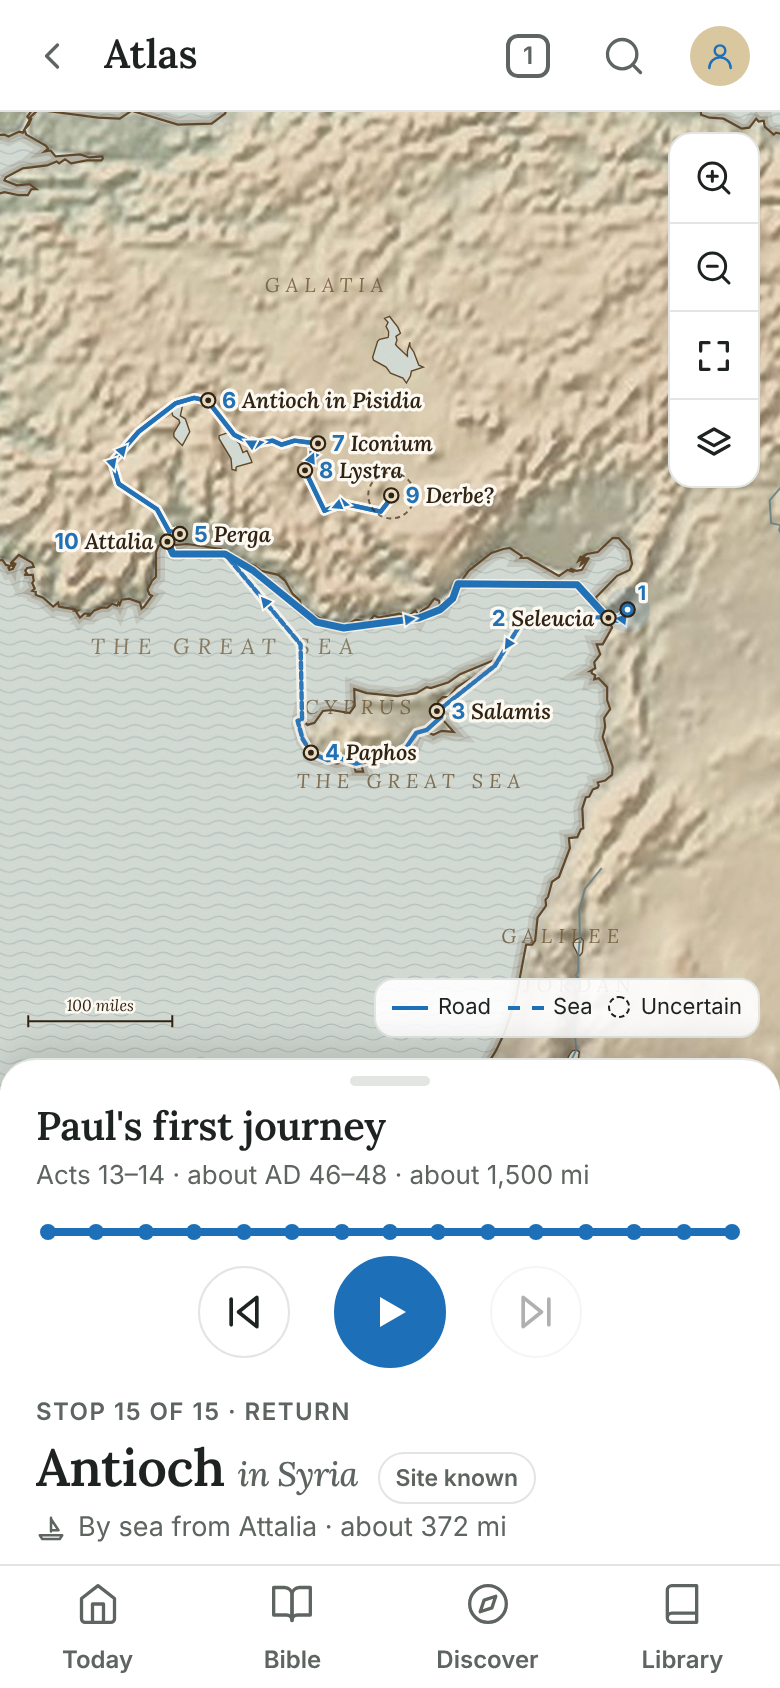 Atlas
1
GALATIA
6 Antioch in Pisidia
7 Iconium
8 Lystra
9 Derbe?
5 Perga
10 Attalia
1
2 Seleucia
THE GREAT SEA
CYPRUS
3 Salamis
4 Paphos
THE GREAT SEA
GALILEE
JORDAN
100 miles
Road
Sea
Uncertain
Paul's first journey
Acts 13–14 · about AD 46–48 · about 1,500 mi
STOP 15 OF 15 · RETURN
Antioch in Syria Site known
By sea from Attalia · about 372 mi
Today
Bible
Discover
Library